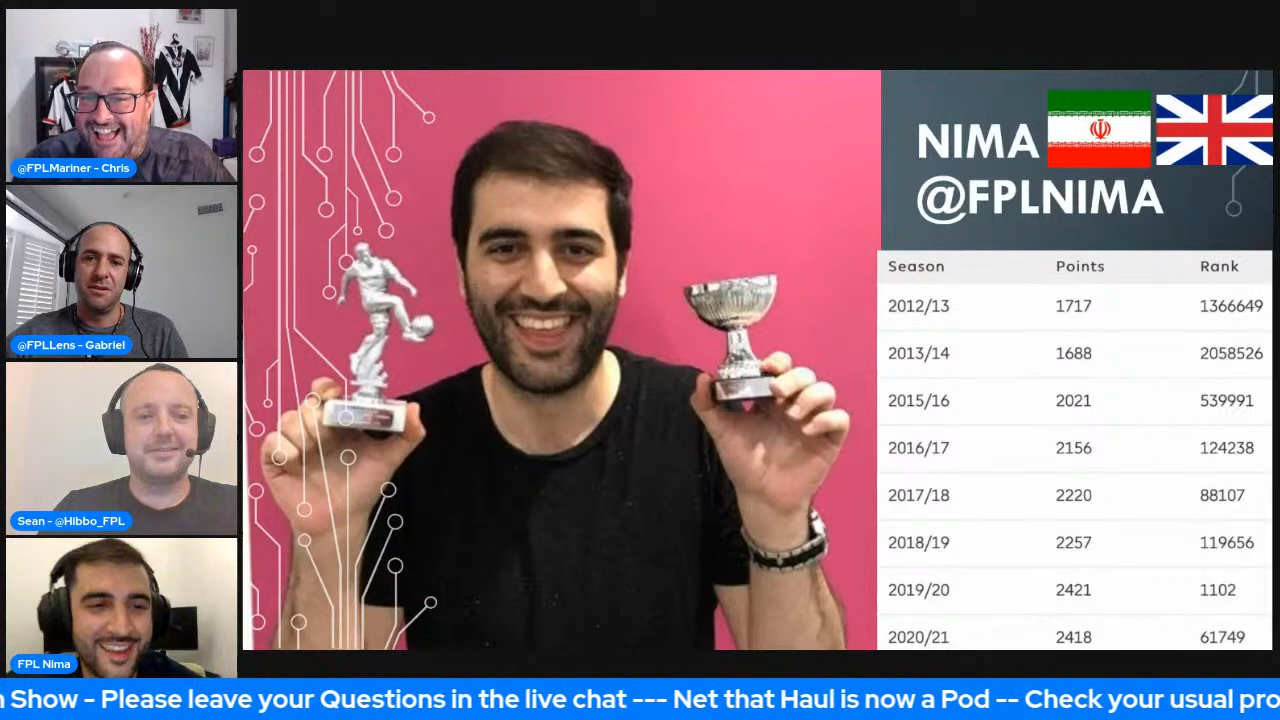 @FPLMariner - Chris
@FPLLens - Gabriel
Sean - @Hibbo_FPL
FPL Nima
NIMA
@FPLNIMA
Season Points Rank
2012/13 1717 1366649
2013/14 1688 2058526
2015/16 2021 539991
2016/17 2156 124238
2017/18 2220 88107
2018/19 2257 119656
2019/20 2421 1102
2020/21 2418 61749
Show - Please leave your Questions in the live chat --- Net that Haul is now a Pod -- Check your usual pro